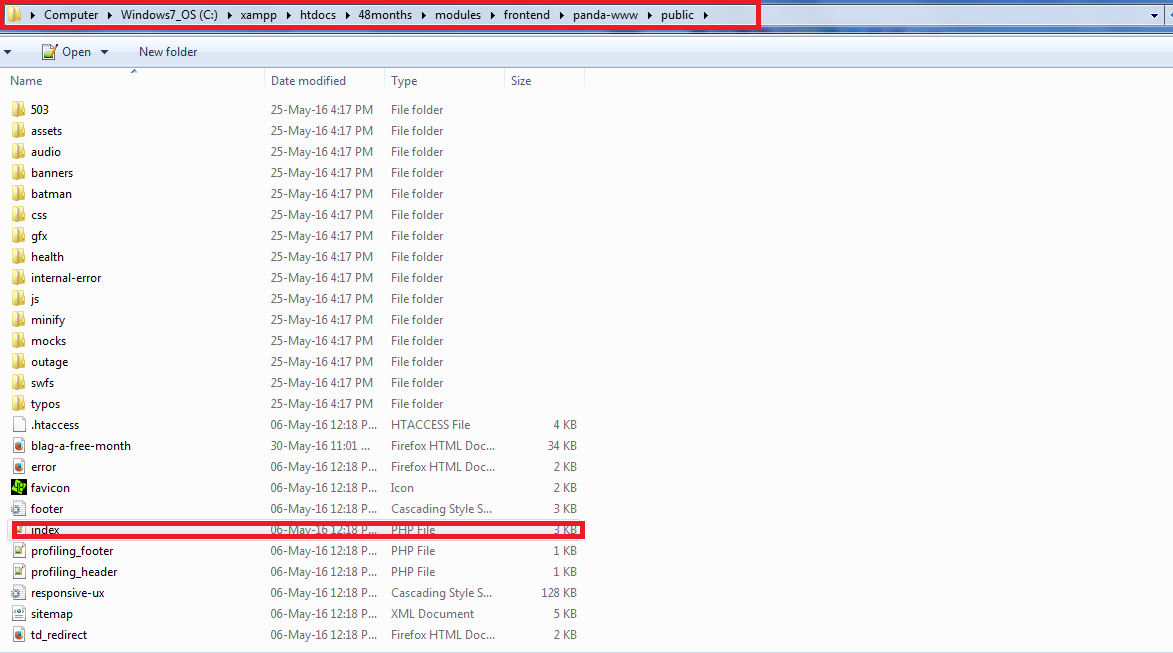 Computer Windows7_OS (C:) xampp htdocs 48months modules frontend panda-www public
Open New folder
Name Date modified Type Size
503 25-May-16 4:17 PM File folder
assets 25-May-16 4:17 PM File folder
audio 25-May-16 4:17 PM File folder
banners 25-May-16 4:17 PM File folder
batman 25-May-16 4:17 PM File folder
css 25-May-16 4:17 PM File folder
gfx 25-May-16 4:17 PM File folder
health 25-May-16 4:17 PM File folder
internal-error 25-May-16 4:17 PM File folder
js 25-May-16 4:17 PM File folder
minify 25-May-16 4:17 PM File folder
mocks 25-May-16 4:17 PM File folder
outage 25-May-16 4:17 PM File folder
swfs 25-May-16 4:17 PM File folder
typos 25-May-16 4:17 PM File folder
.htaccess 06-May-16 12:18 P... HTACCESS File 4 KB
blag-a-free-month 30-May-16 11:01 ... Firefox HTML Doc... 34 KB
error 06-May-16 12:18 P... Firefox HTML Doc... 2 KB
favicon 06-May-16 12:18 P... Icon 2 KB
footer 06-May-16 12:18 P... Cascading Style S... 3 KB
index 06-May-16 12:18 P... PHP File 3 KB
profiling_footer 06-May-16 12:18 P... PHP File 1 KB
profiling_header 06-May-16 12:18 P... PHP File 1 KB
responsive-ux 06-May-16 12:18 P... Cascading Style S... 128 KB
sitemap 06-May-16 12:18 P... XML Document 5 KB
td_redirect 06-May-16 12:18 P... Firefox HTML Doc... 2 KB